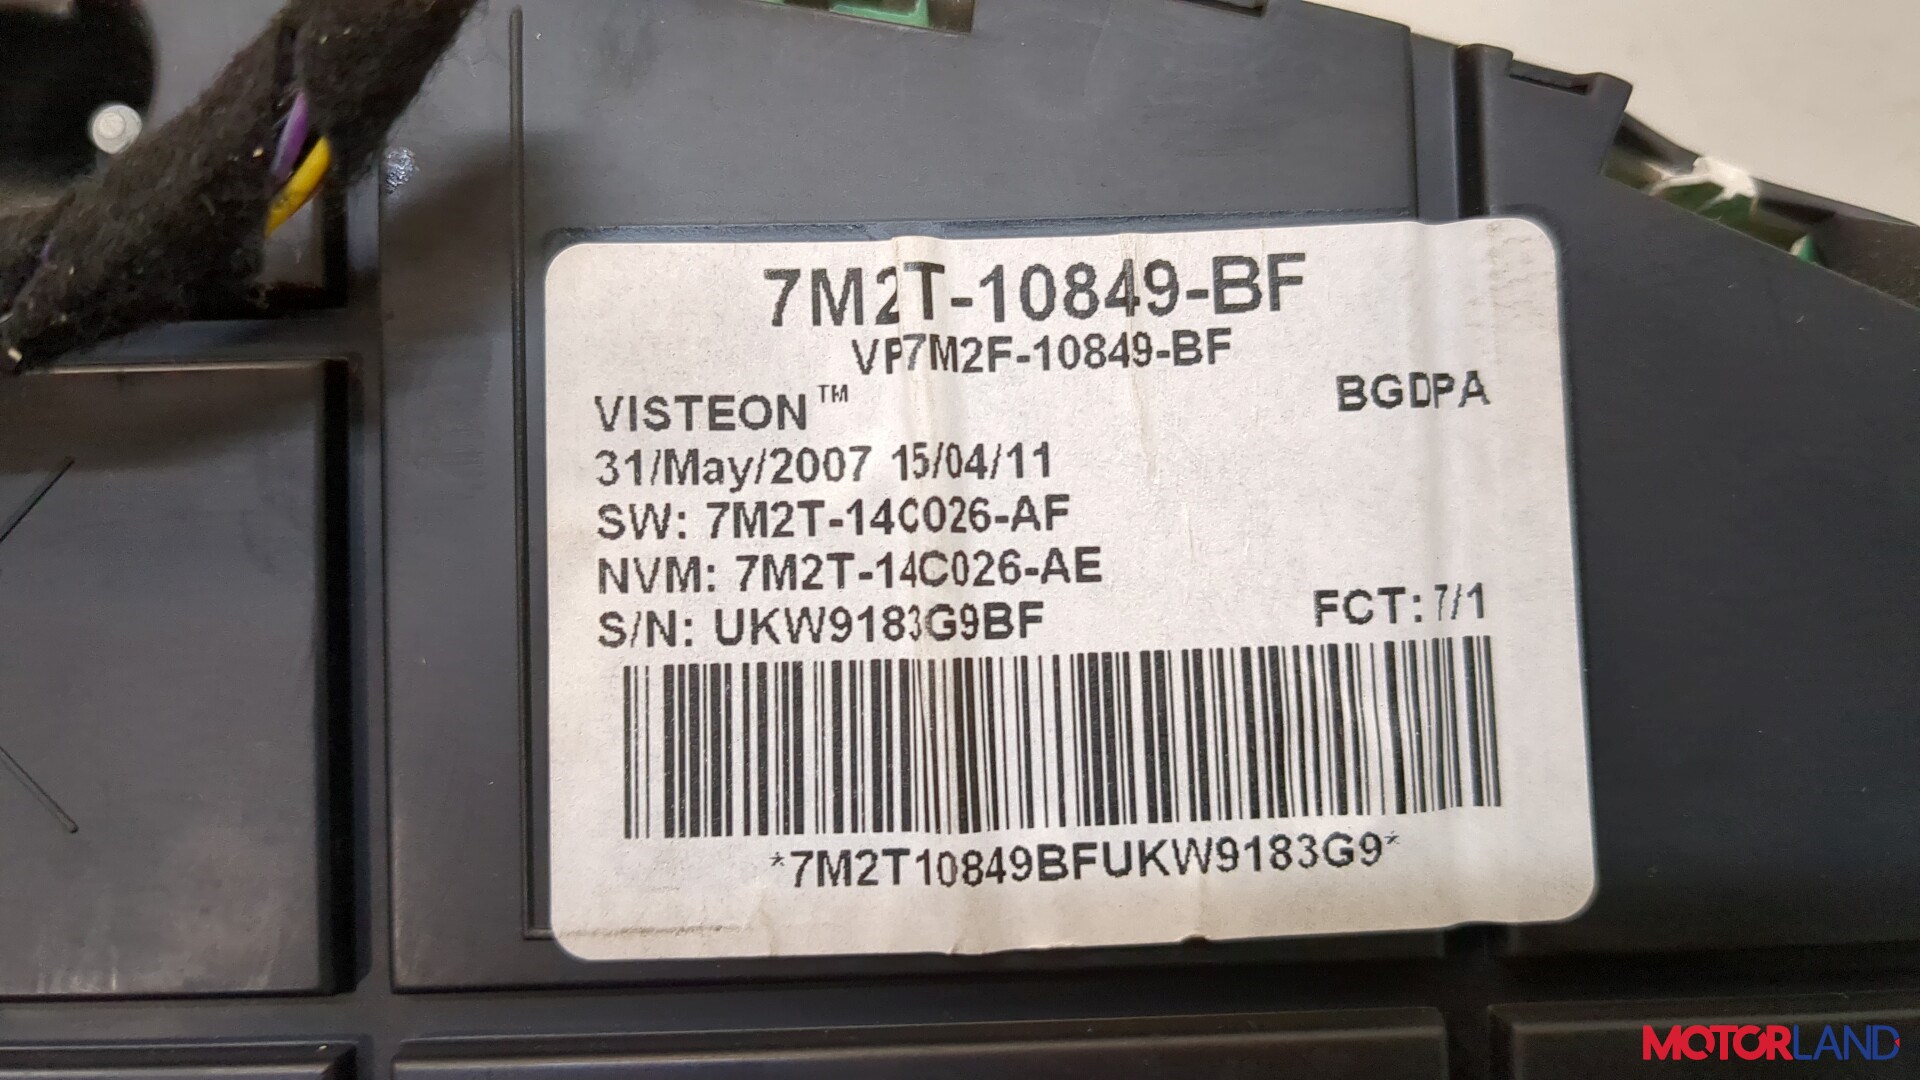 7M2T-10849-BF
VP7M2F-10849-BF
VISTEON™
BGDPA
31/May/2007 15/04/11
SW: 7M2T-14C026-AF
NVM: 7M2T-14C026-AE
S/N: UKW9183G9BF
FCT: 7/1
*7M2T10849BFUKW9183G9*
MOTORLAND